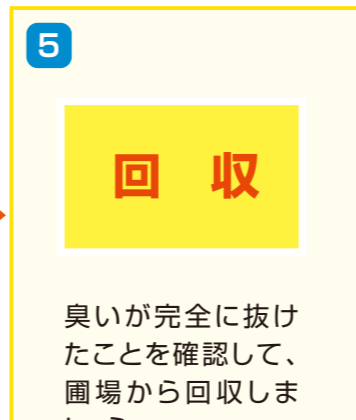 5
回 収
臭いが完全に抜け
たことを確認して、
圃場から回収しま